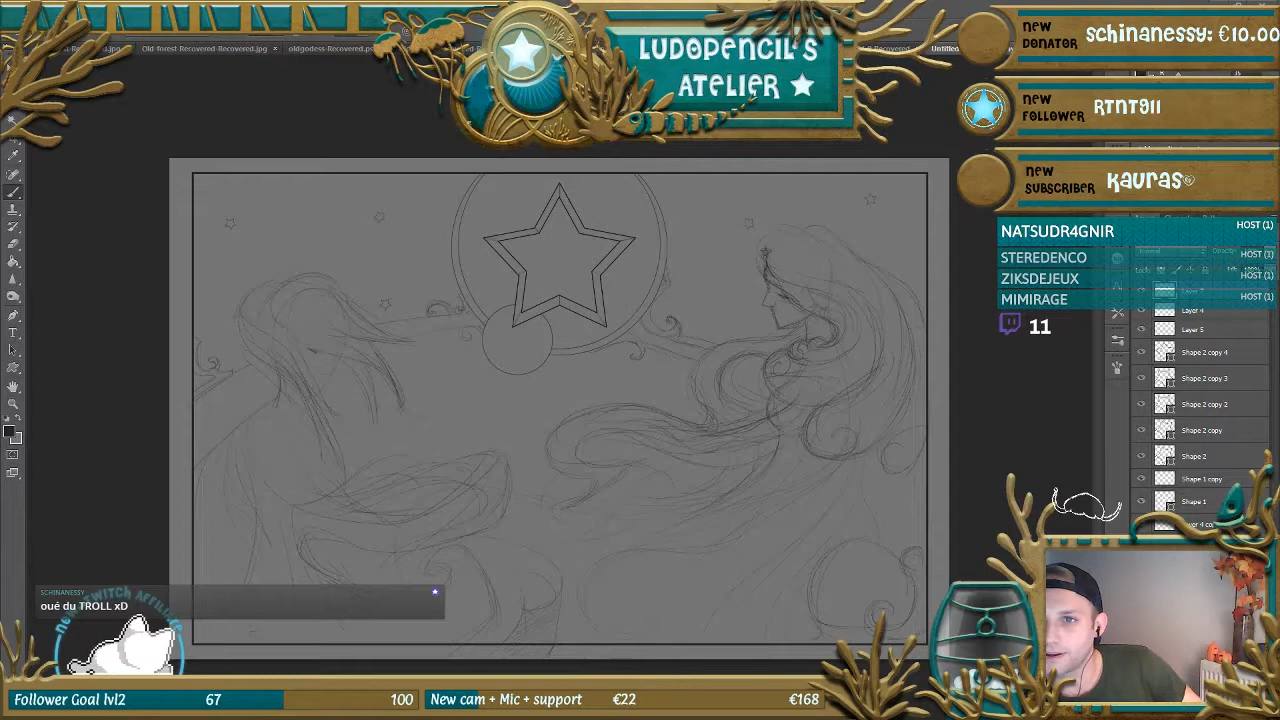 Old-forest-Recovered-Recovered.jpg
oldgodess-Recovered.ps
Recovered
LUDOPENCIL'S
ATELIER
new
DONATOR
schinanessy: €10.00
new
FOLLOWER
RTNT911
new
SUBSCRIBER
Kauras
NATSUDR4GNIR
HOST (1)
STEREDENCO
HOST (1)
ZIKSDEJEUX
HOST (1)
MIMIRAGE
HOST (1)
11
Layer 4
Layer 5
Shape 2 copy 4
Shape 2 copy 3
Shape 2 copy 2
Shape 2 copy
Shape 2
Shape 1 copy
Shape 1
SCHINANESSY
oué du TROLL xD
Follower Goal lvl2
67
100
New cam + Mic + support
€22
€168